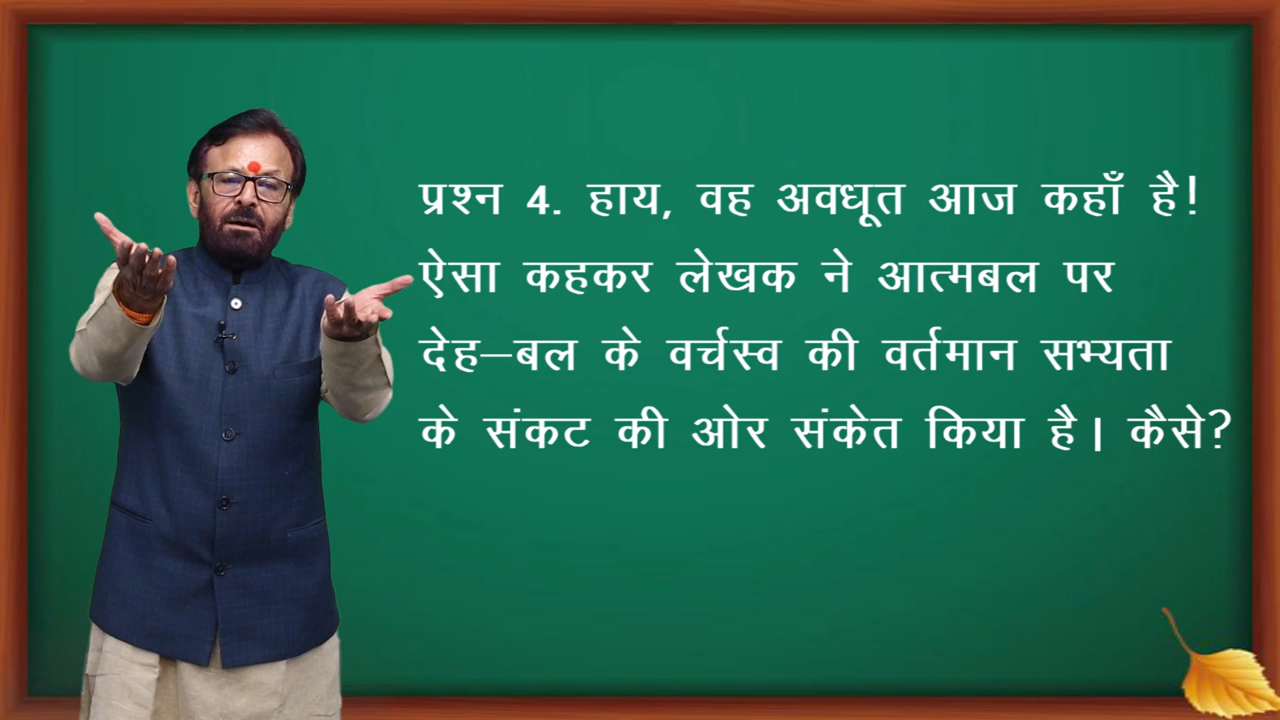 प्रश्न 4. हाय, वह अवधूत आज कहाँ है!
ऐसा कहकर लेखक ने आत्मबल पर
देह–बल के वर्चस्व की वर्तमान सभ्यता
के संकट की ओर संकेत किया है। कैसे?